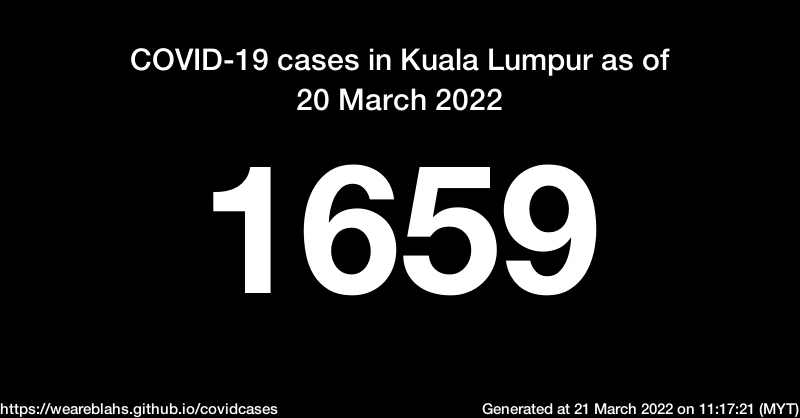 COVID-19 cases in Kuala Lumpur as of
20 March 2022
1659
https://weareblahs.github.io/covidcases
Generated at 21 March 2022 on 11:17:21 (MYT)